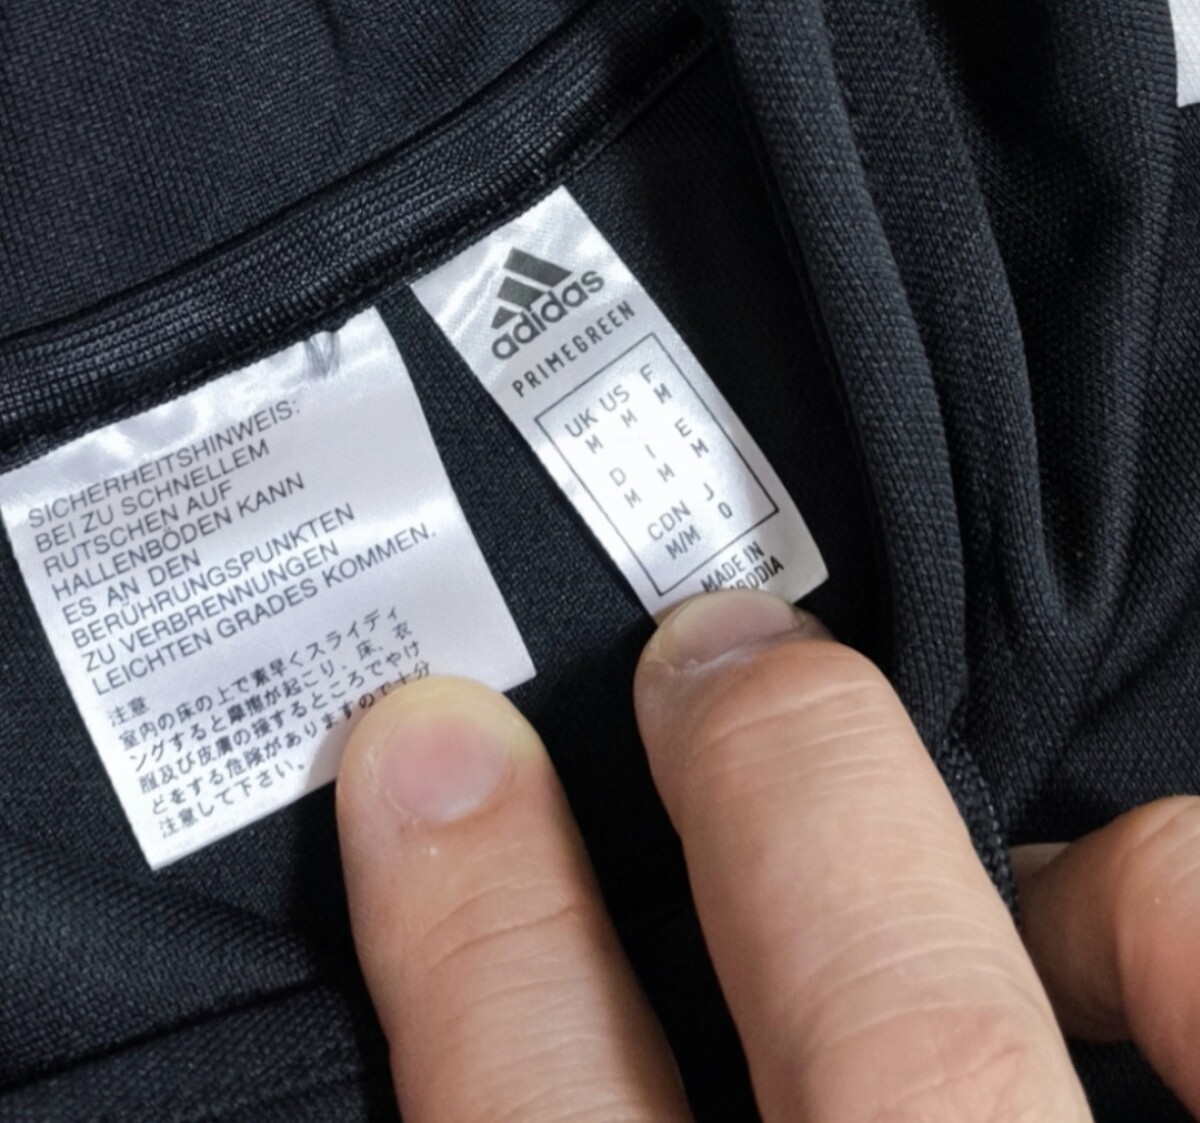 SICHERHEITSHINWEIS:
BEI ZU SCHNELLEM
RUTSCHEN AUF
HALLENBÖDEN KANN
ES AN DEN
BERÜHRUNGSPUNKTEN
ZU VERBRENNUNGEN
LEICHTEN GRADES KOMMEN.
注意
室内の床の上で素早くスライディ
ングすると摩擦が起こり、床、衣
服及び皮膚の接するところでやけ
どをする危険がありますので十分
注意して下さい。
adidas
PRIMEGREEN
UK US F
M M M
D I E
M M M
CDN J
M/M O
MADE IN